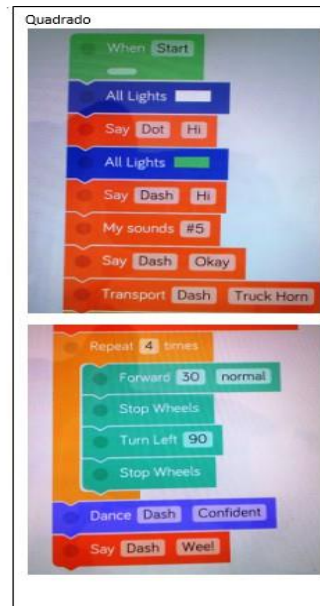 Quadrado
When Start
All Lights
Say Dot Hi
All Lights
Say Dash Hi
My sounds #5
Say Dash Okay
Transport Dash Truck Horn
Repeat 4 times
Forward 30 normal
Stop Wheels
Turn Left 90
Stop Wheels
Dance Dash Confident
Say Dash Wee!